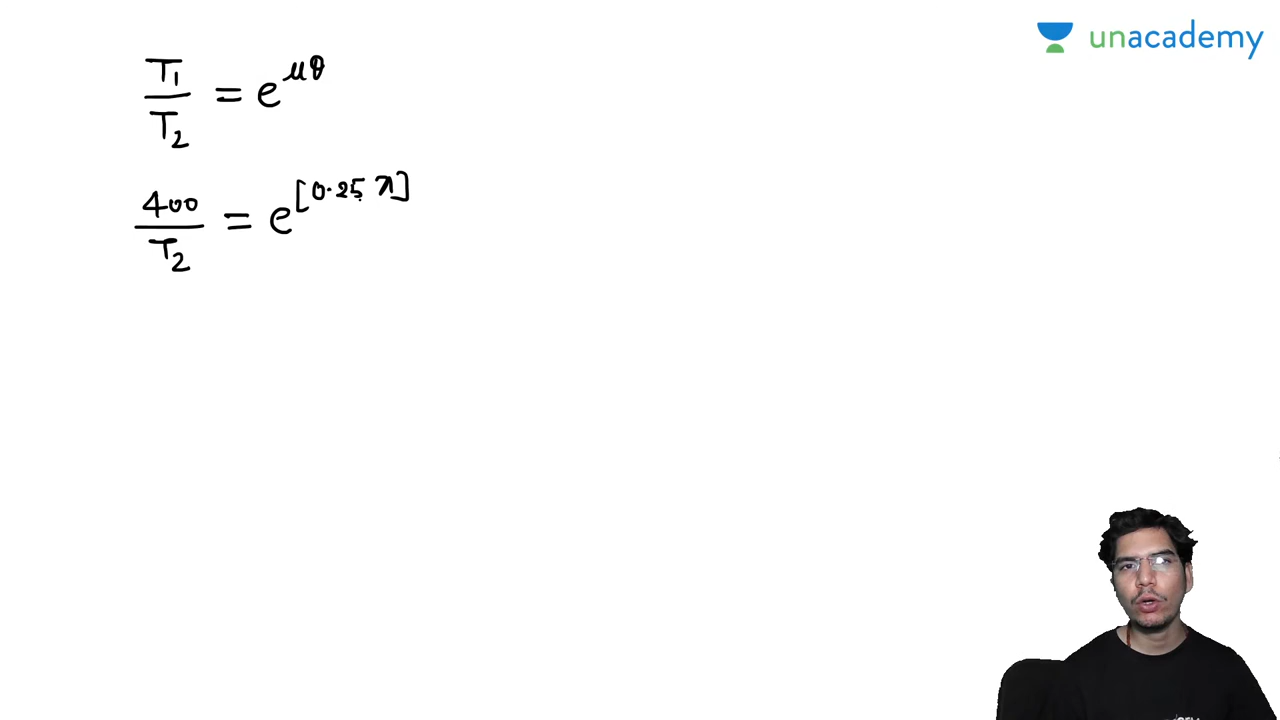 unacademy
T₁/T₂ = e^μθ
400/T₂ = e^[0.25 π]